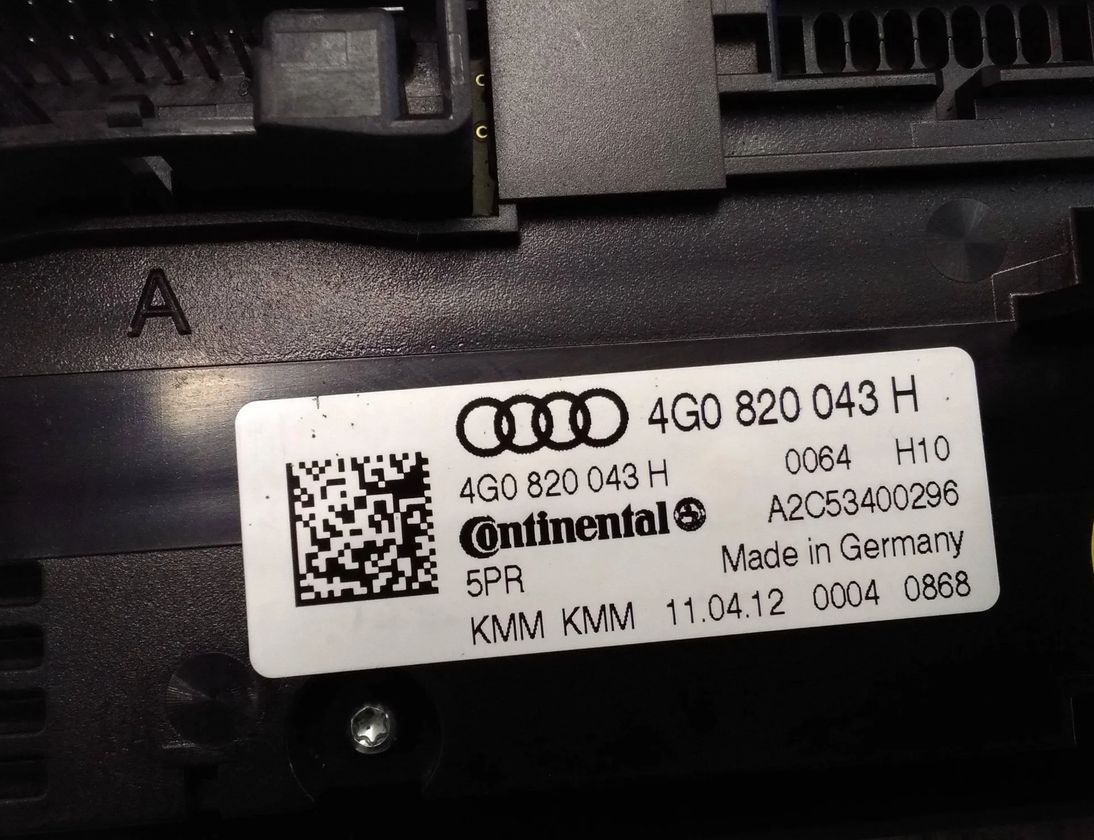 A
4G0 820 043 H
4G0 820 043 H 0064 H10
Continental A2C53400296
5PR Made in Germany
KMM KMM 11.04.12 0004 0868